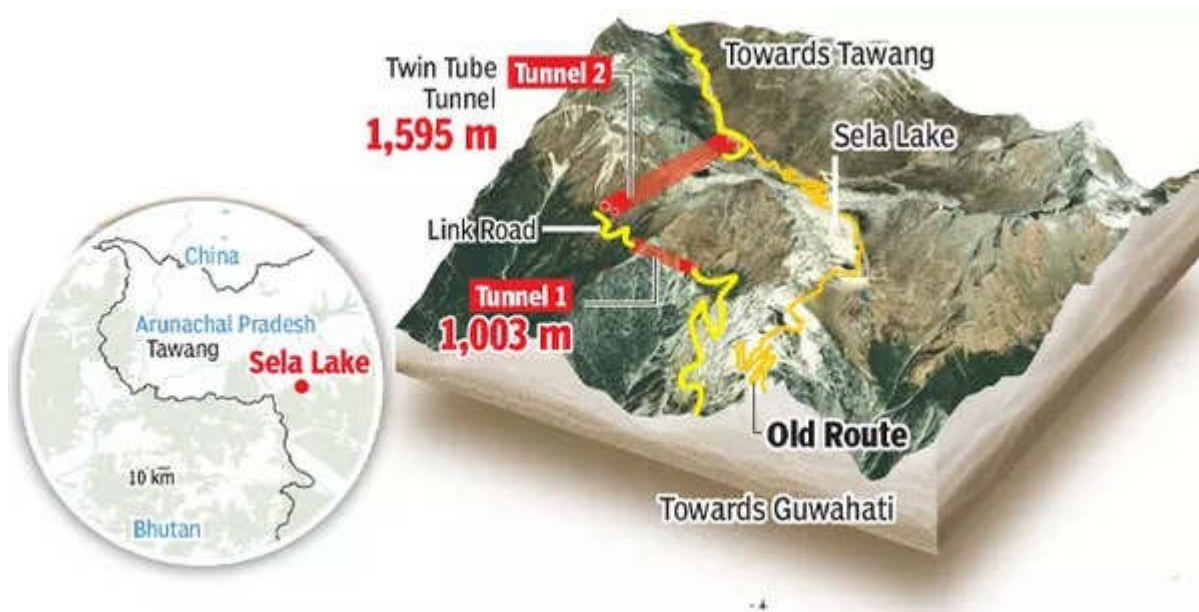 Towards Tawang
Twin Tube
Tunnel
Tunnel 2
1,595 m
Sela Lake
Link Road
Tunnel 1
1,003 m
Old Route
Towards Guwahati
China
Arunachal Pradesh
Tawang
Sela Lake
10 km
Bhutan